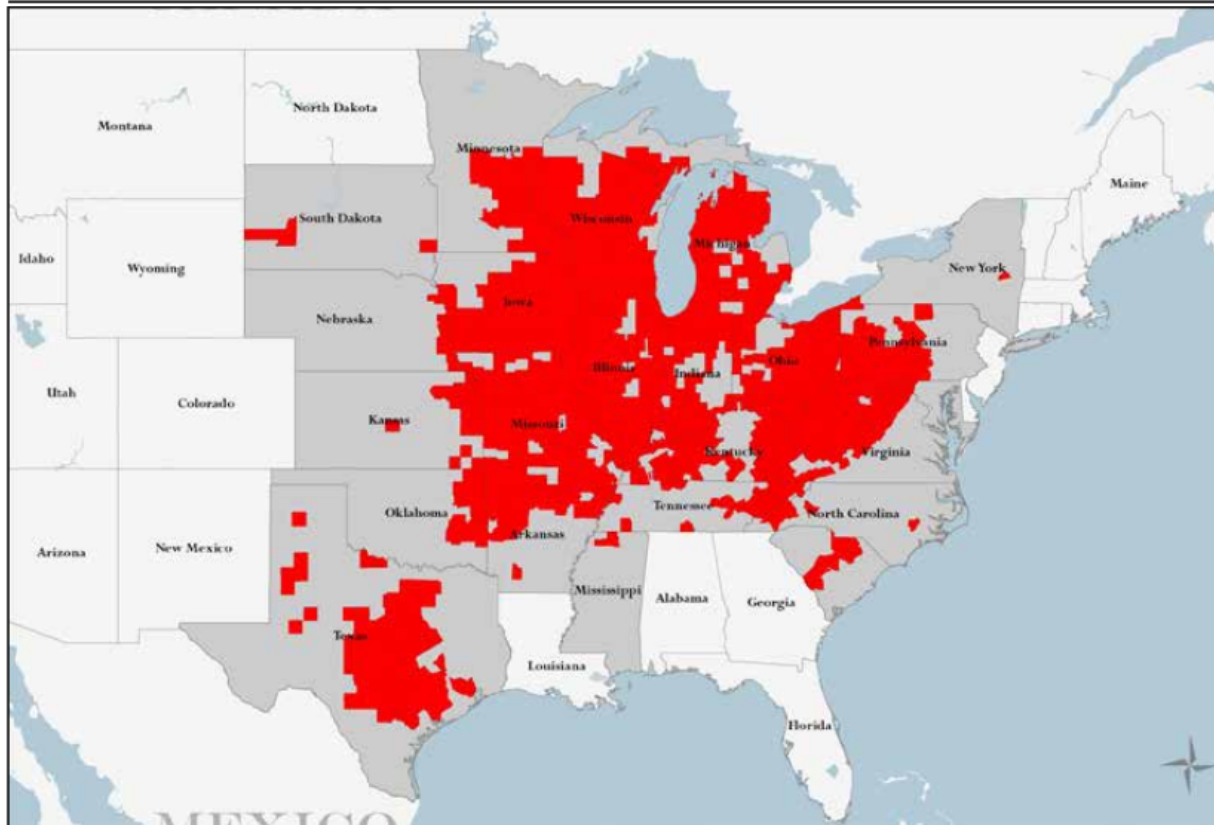 North Dakota
Montana
Minnesota
Maine
South Dakota
Wisconsin
Michigan
Idaho
Wyoming
New York
Iowa
Nebraska
Pennsylvania
Ohio
Illinois
Indiana
Utah
Colorado
Kansas
Missouri
Kentucky
Virginia
Tennessee
Oklahoma
North Carolina
Arkansas
Arizona
New Mexico
Mississippi
Alabama
Georgia
Texas
Louisiana
Florida
MEXICO